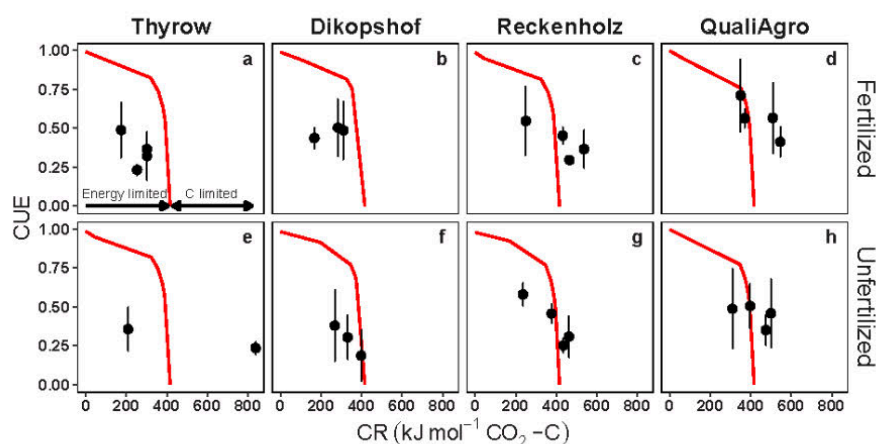 Thyrow Dikopshof Reckenholz QualiAgro
1.00 a b c d
0.75
0.50
0.25
Energy limited C limited
0.00
Fertilized
CUE
1.00 e f g h
0.75
0.50
0.25
0.00
Unfertilized
0 200 400 600 800 0 200 400 600 800 0 200 400 600 800 0 200 400 600 800
CR (kJ mol⁻¹ CO₂ −C)